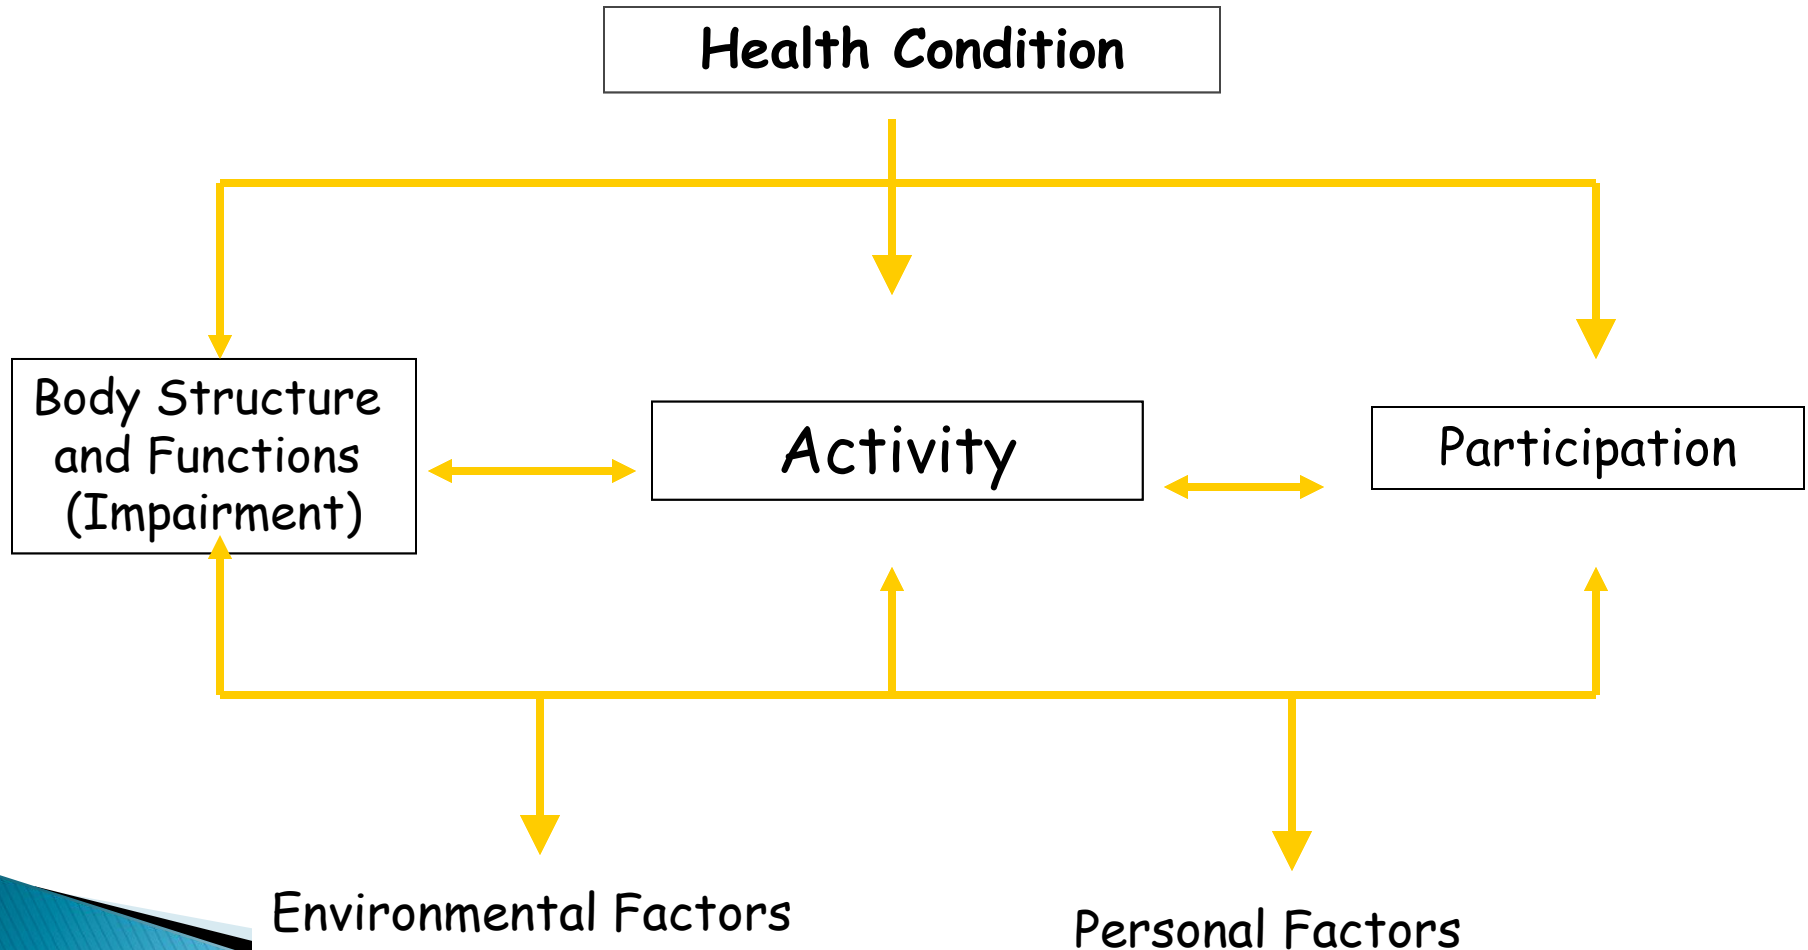 Health Condition
Body Structure
and Functions
(Impairment)
Activity
Participation
Environmental Factors
Personal Factors